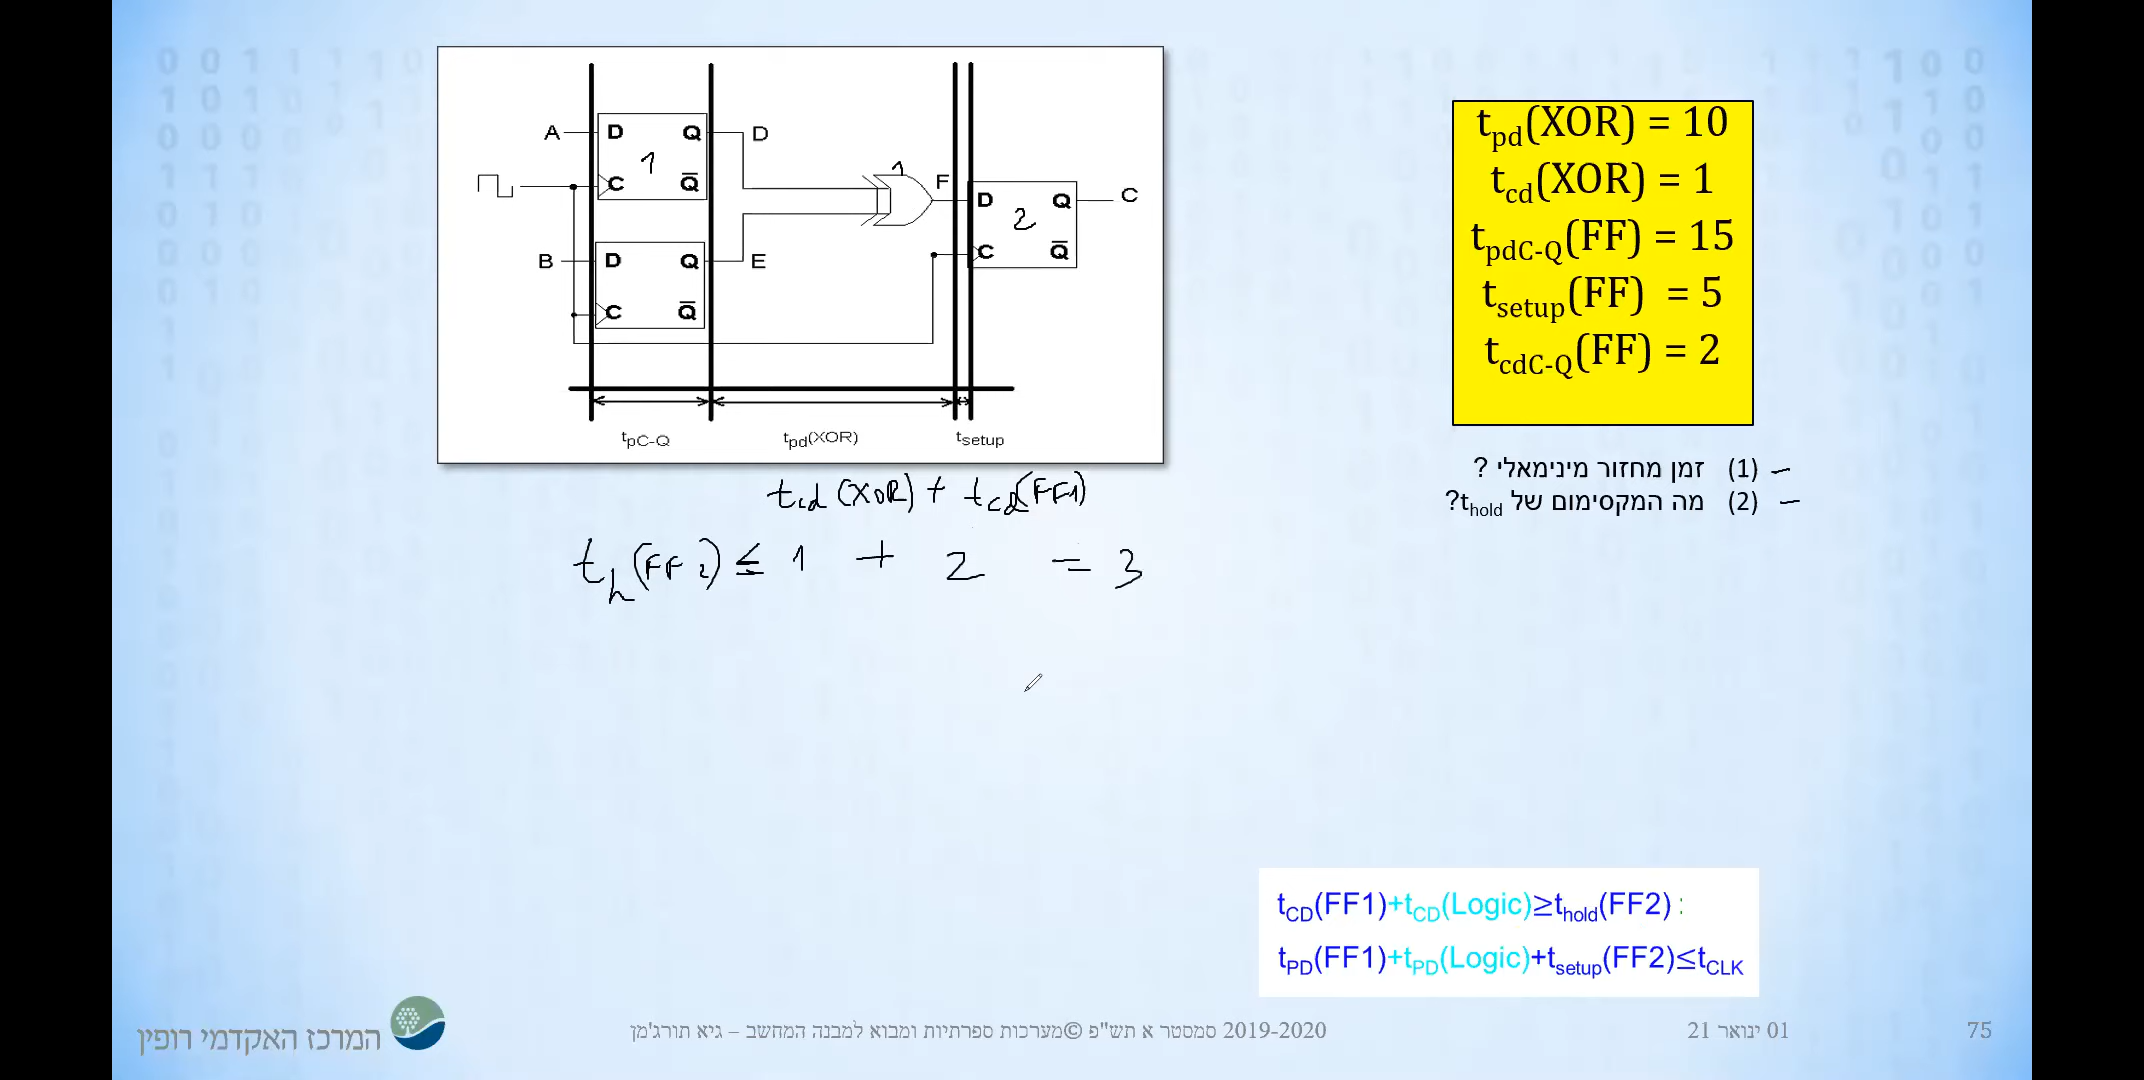 A D Q D
1
C Q̅
B D Q E
C Q̅
1
F D Q C
2
C Q̅
tpC-Q tpd(XOR) tsetup
tcd (XOR) + tcd(FF1)
th(FF2) ≤ 1 + 2 = 3
tpd(XOR) = 10
tcd(XOR) = 1
tpdC-Q(FF) = 15
tsetup(FF) = 5
tcdC-Q(FF) = 2
(1) זמן מחזור מינימאלי ?
(2) מה המקסימום של thold?
tCD(FF1)+tCD(Logic)≥thold(FF2) :
tPD(FF1)+tPD(Logic)+tsetup(FF2)≤tCLK
המרכז האקדמי רופין
2019-2020 סמסטר א תש"פ ©מערכות ספרתיות ומבוא למבנה המחשב – גיא תורג'מן
01 ינואר 21
75